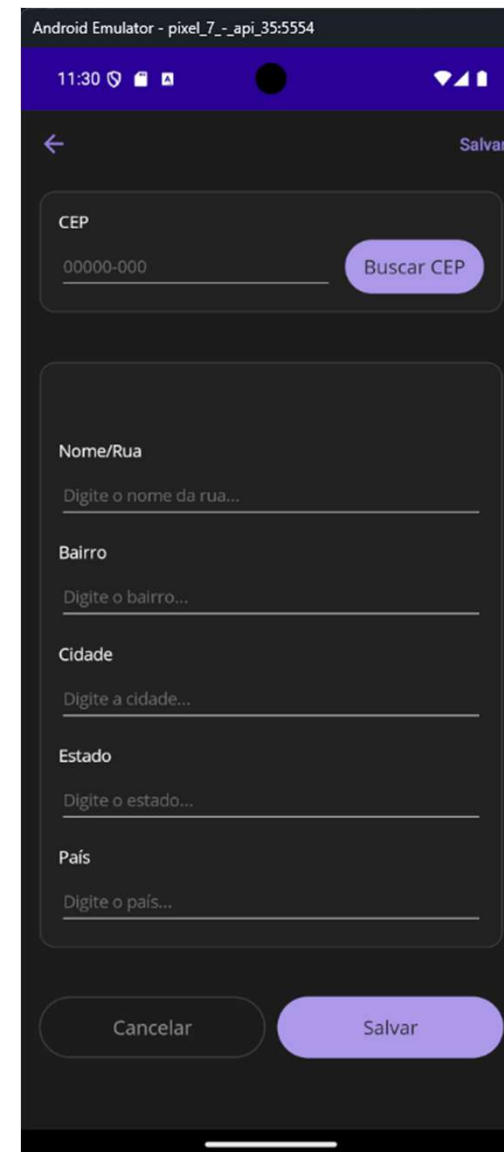 Android Emulator - pixel_7_-_api_35:5554
11:30
Salvar
CEP
00000-000
Buscar CEP
Nome/Rua
Digite o nome da rua...
Bairro
Digite o bairro...
Cidade
Digite a cidade...
Estado
Digite o estado...
País
Digite o país...
Cancelar
Salvar